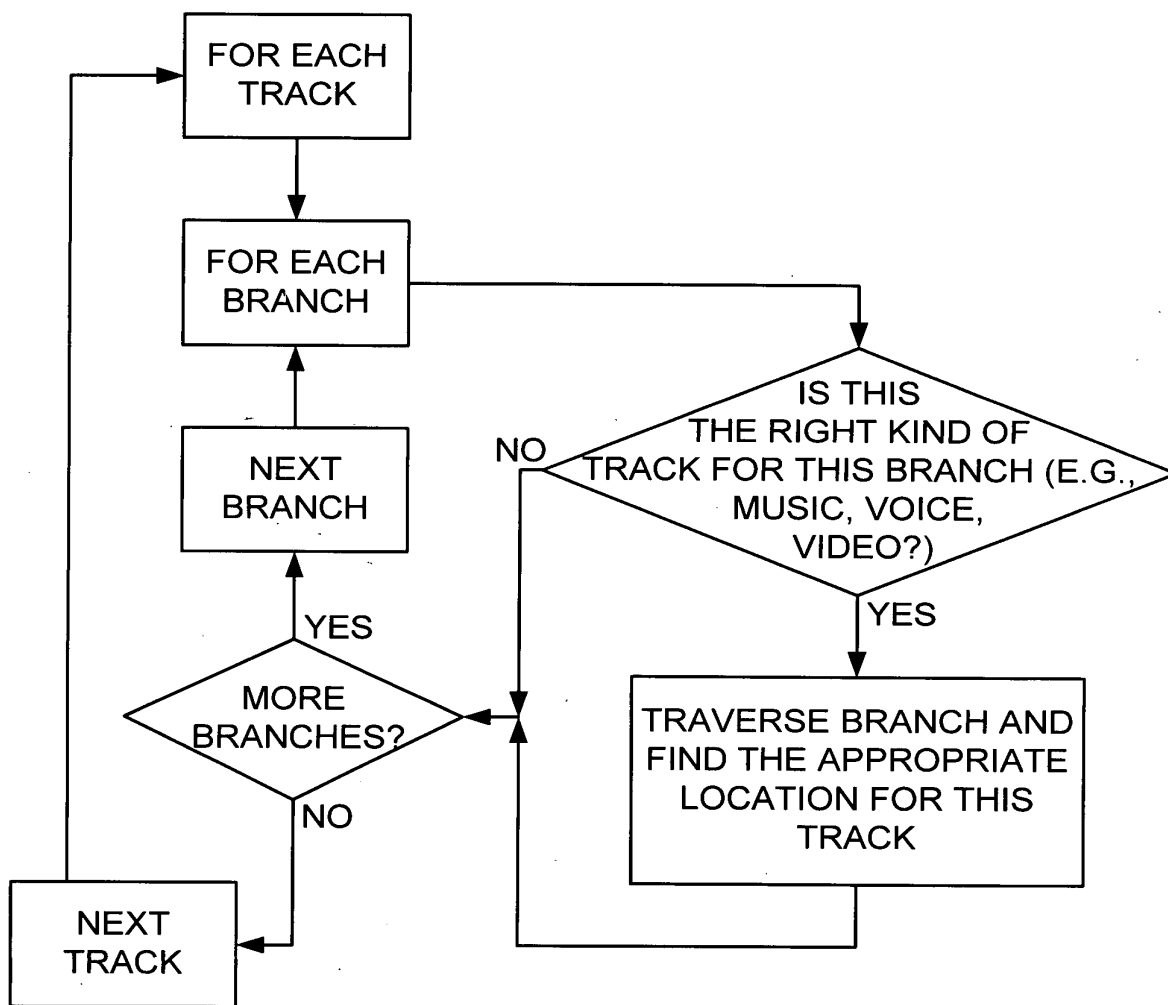 FOR EACH
TRACK
FOR EACH
BRANCH
IS THIS
THE RIGHT KIND OF
TRACK FOR THIS BRANCH (E.G.,
MUSIC, VOICE,
VIDEO?)
NO
YES
NEXT
BRANCH
YES
MORE
BRANCHES?
NO
TRAVERSE BRANCH AND
FIND THE APPROPRIATE
LOCATION FOR THIS
TRACK
NEXT
TRACK